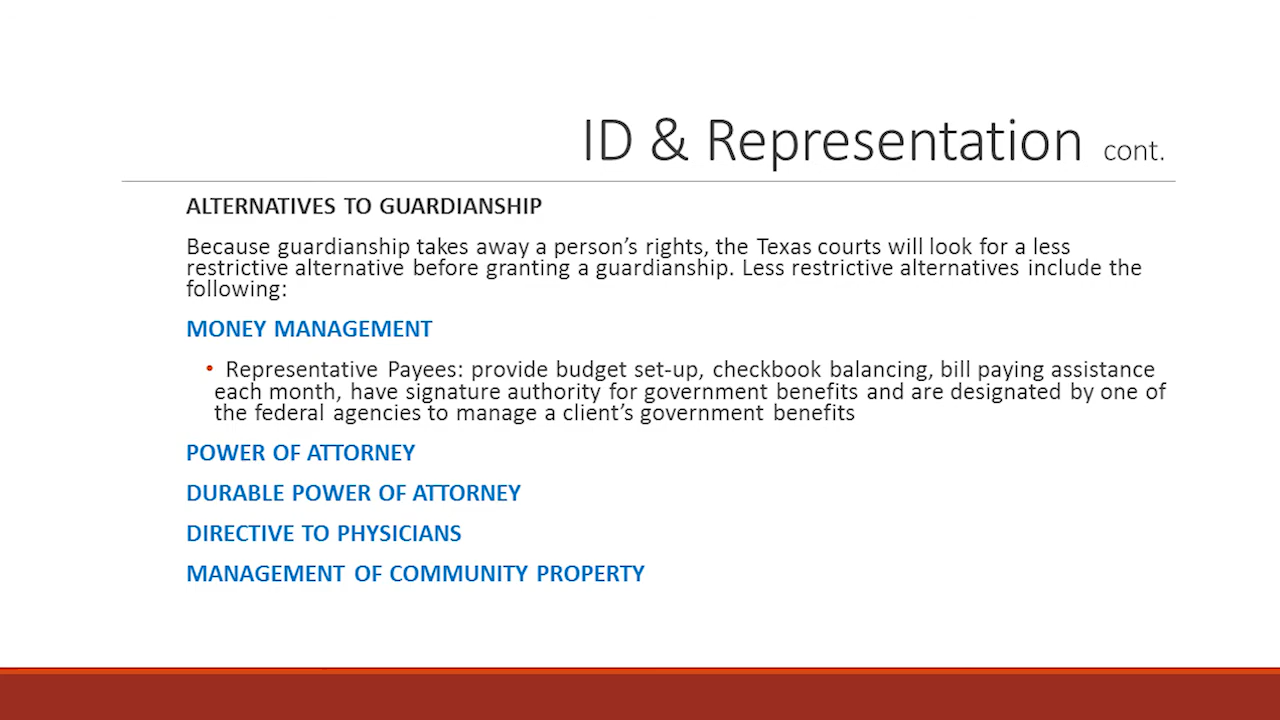 ID & Representation cont.
ALTERNATIVES TO GUARDIANSHIP
Because guardianship takes away a person’s rights, the Texas courts will look for a less
restrictive alternative before granting a guardianship. Less restrictive alternatives include the
following:
MONEY MANAGEMENT
• Representative Payees: provide budget set-up, checkbook balancing, bill paying assistance
each month, have signature authority for government benefits and are designated by one of
the federal agencies to manage a client’s government benefits
POWER OF ATTORNEY
DURABLE POWER OF ATTORNEY
DIRECTIVE TO PHYSICIANS
MANAGEMENT OF COMMUNITY PROPERTY